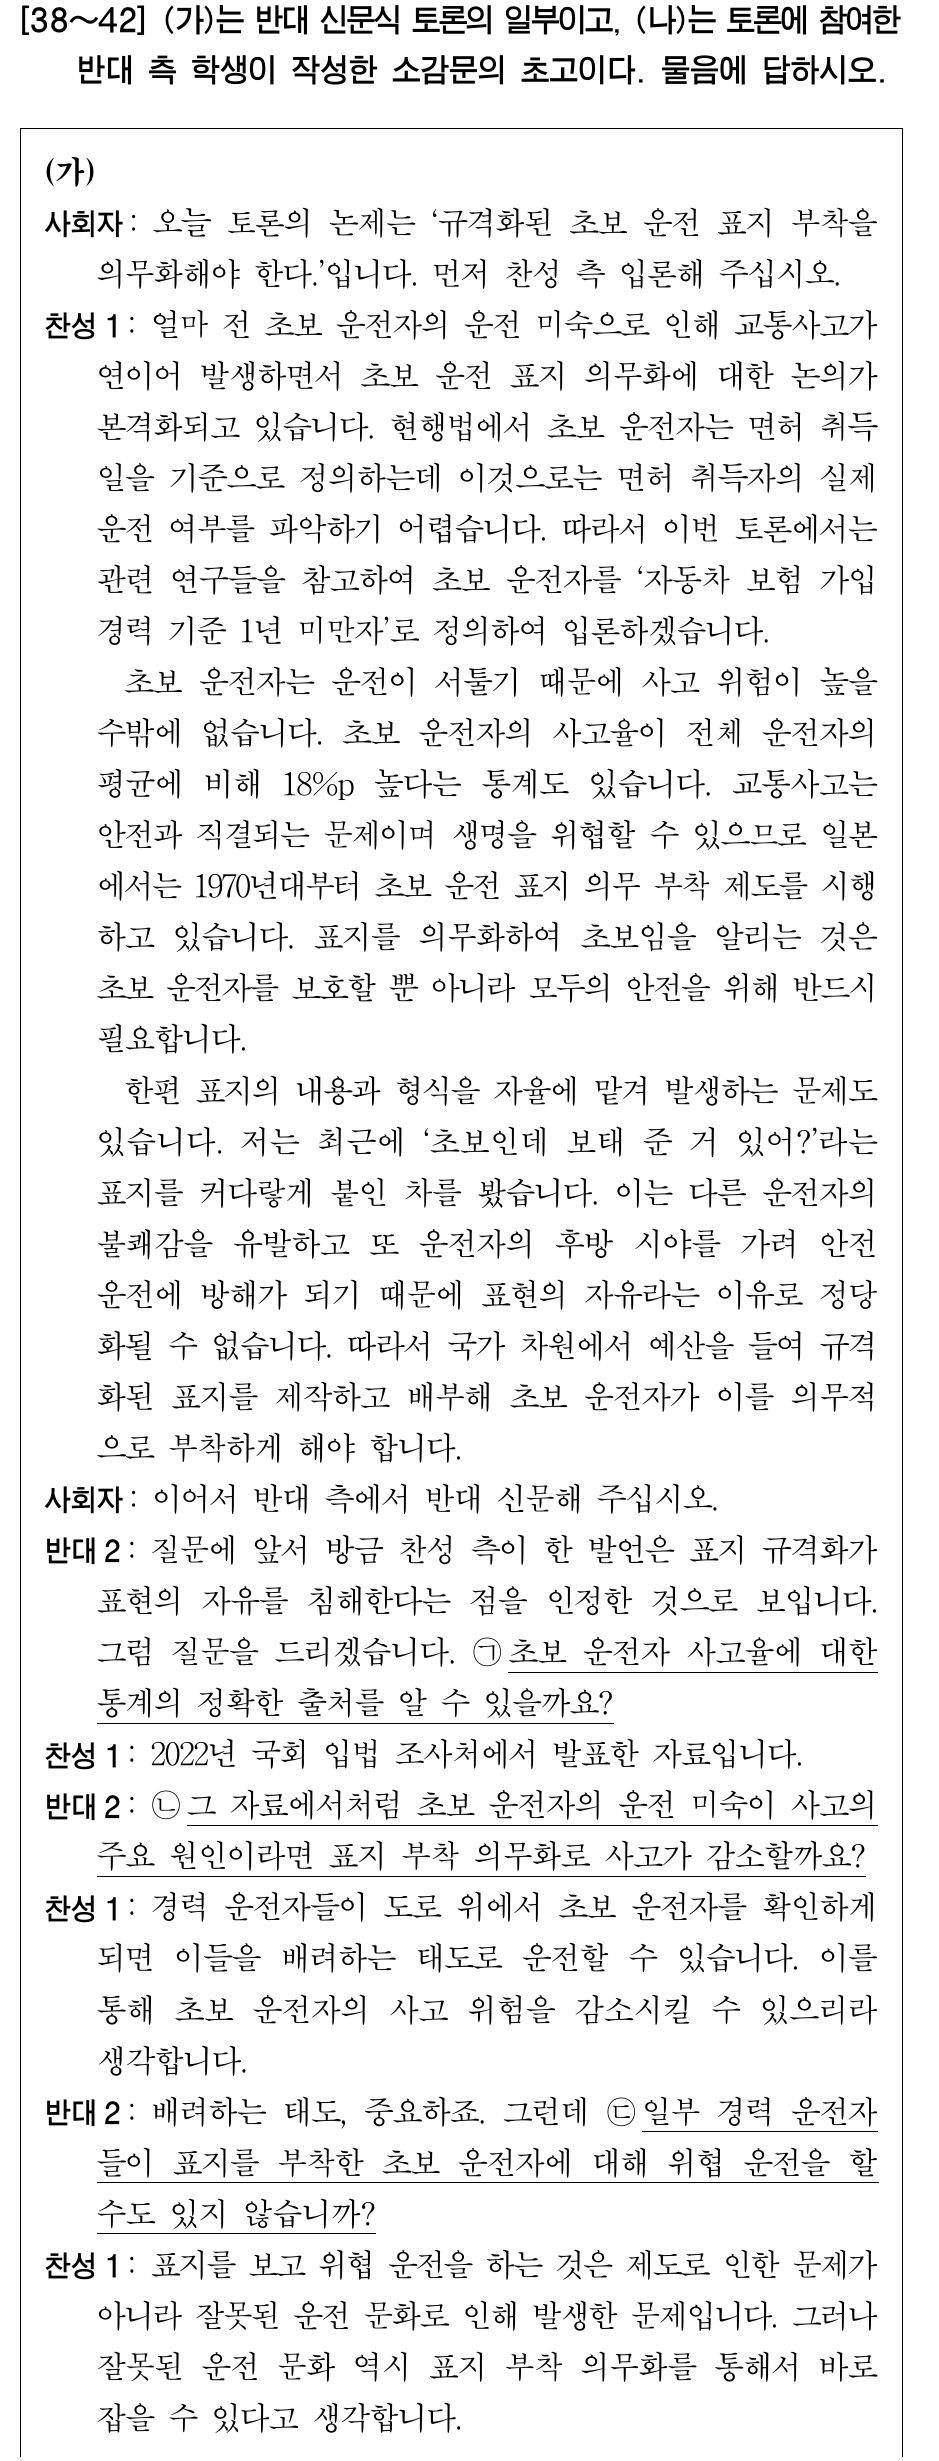 [38~42] (가)는 반대 신문식 토론의 일부이고, (나)는 토론에 참여한
반대 측 학생이 작성한 소감문의 초고이다. 물음에 답하시오.
(가)
사회자 : 오늘 토론의 논제는 ‘규격화된 초보 운전 표지 부착을
의무화해야 한다.’입니다. 먼저 찬성 측 입론해 주십시오.
찬성 1 : 얼마 전 초보 운전자의 운전 미숙으로 인해 교통사고가
연이어 발생하면서 초보 운전 표지 의무화에 대한 논의가
본격화되고 있습니다. 현행법에서 초보 운전자는 면허 취득
일을 기준으로 정의하는데 이것으로는 면허 취득자의 실제
운전 여부를 파악하기 어렵습니다. 따라서 이번 토론에서는
관련 연구들을 참고하여 초보 운전자를 ‘자동차 보험 가입
경력 기준 1년 미만자’로 정의하여 입론하겠습니다.
초보 운전자는 운전이 서툴기 때문에 사고 위험이 높을
수밖에 없습니다. 초보 운전자의 사고율이 전체 운전자의
평균에 비해 18%p 높다는 통계도 있습니다. 교통사고는
안전과 직결되는 문제이며 생명을 위협할 수 있으므로 일본
에서는 1970년대부터 초보 운전 표지 의무 부착 제도를 시행
하고 있습니다. 표지를 의무화하여 초보임을 알리는 것은
초보 운전자를 보호할 뿐 아니라 모두의 안전을 위해 반드시
필요합니다.
한편 표지의 내용과 형식을 자율에 맡겨 발생하는 문제도
있습니다. 저는 최근에 ‘초보인데 보태 준 거 있어?’라는
표지를 커다랗게 붙인 차를 봤습니다. 이는 다른 운전자의
불쾌감을 유발하고 또 운전자의 후방 시야를 가려 안전
운전에 방해가 되기 때문에 표현의 자유라는 이유로 정당
화될 수 없습니다. 따라서 국가 차원에서 예산을 들여 규격
화된 표지를 제작하고 배부해 초보 운전자가 이를 의무적
으로 부착하게 해야 합니다.
사회자 : 이어서 반대 측에서 반대 신문해 주십시오.
반대 2 : 질문에 앞서 방금 찬성 측이 한 발언은 표지 규격화가
표현의 자유를 침해한다는 점을 인정한 것으로 보입니다.
그럼 질문을 드리겠습니다. ㉠초보 운전자 사고율에 대한
통계의 정확한 출처를 알 수 있을까요?
찬성 1 : 2022년 국회 입법 조사처에서 발표한 자료입니다.
반대 2 : ㉡그 자료에서처럼 초보 운전자의 운전 미숙이 사고의
주요 원인이라면 표지 부착 의무화로 사고가 감소할까요?
찬성 1 : 경력 운전자들이 도로 위에서 초보 운전자를 확인하게
되면 이들을 배려하는 태도로 운전할 수 있습니다. 이를
통해 초보 운전자의 사고 위험을 감소시킬 수 있으리라
생각합니다.
반대 2 : 배려하는 태도, 중요하죠. 그런데 ㉢일부 경력 운전자
들이 표지를 부착한 초보 운전자에 대해 위협 운전을 할
수도 있지 않습니까?
찬성 1 : 표지를 보고 위협 운전을 하는 것은 제도로 인한 문제가
아니라 잘못된 운전 문화로 인해 발생한 문제입니다. 그러나
잘못된 운전 문화 역시 표지 부착 의무화를 통해서 바로
잡을 수 있다고 생각합니다.